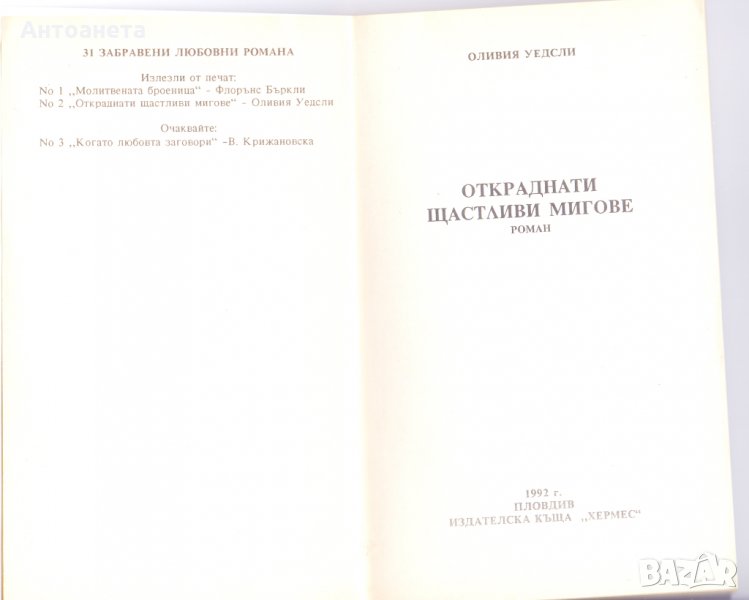 Антоанета
31 ЗАБРАВЕНИ ЛЮБОВНИ РОМАНА
Излезли от печат:
No 1 ,,Молитвената броеница“ - Флорънс Бъркли
No 2 ,,Откраднати щастливи мигове“ - Оливия Уедсли
Очаквайте:
No 3 ,,Когато любовта заговори“ -В. Крижановска
ОЛИВИЯ УЕДСЛИ
ОТКРАДНАТИ
ЩАСТЛИВИ МИГОВЕ
РОМАН
1992 г.
ПЛОВДИВ
ИЗДАТЕЛСКА КЪЩА ,,ХЕРМЕС“
BAZAR